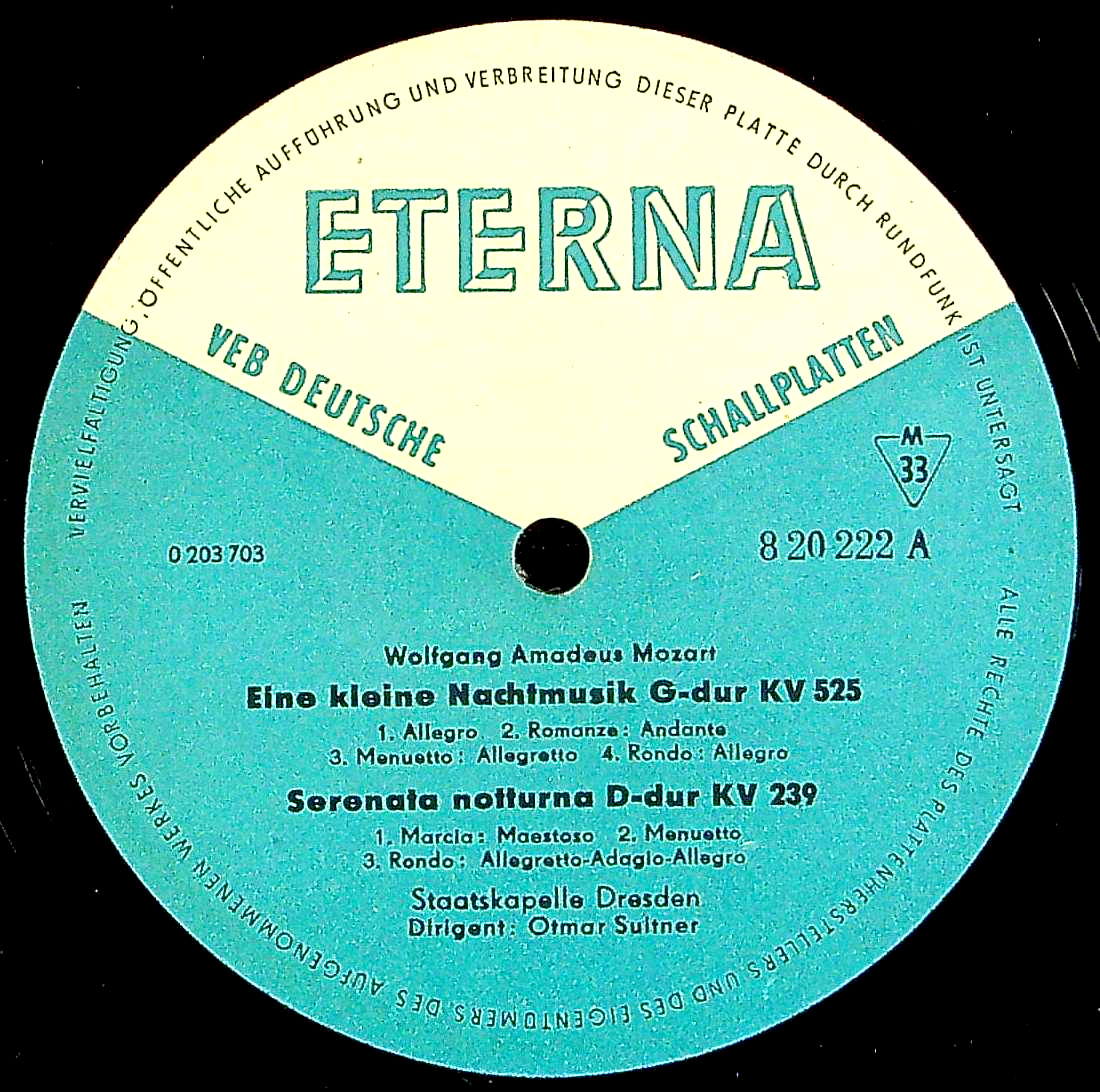 VERVIELFÄLTIGUNG, ÖFFENTLICHE AUFFÜHRUNG UND VERBREITUNG DIESER PLATTE DURCH RUNDFUNK IST UNTERSAGT · ALLE RECHTE DES PLATTENHERSTELLERS UND DES EIGENTÜMERS DES AUFGENOMMENEN WERKES VORBEHALTEN ·
ETERNA
VEB DEUTSCHE SCHALLPLATTEN
M
33
0 203 703
8 20 222 A
Wolfgang Amadeus Mozart
Eine kleine Nachtmusik G-dur KV 525
1. Allegro 2. Romanze: Andante
3. Menuetto: Allegretto 4. Rondo: Allegro
Serenata notturna D-dur KV 239
1. Marcia: Maestoso 2. Menuetto
3. Rondo: Allegretto-Adagio-Allegro
Staatskapelle Dresden
Dirigent: Otmar Suitner